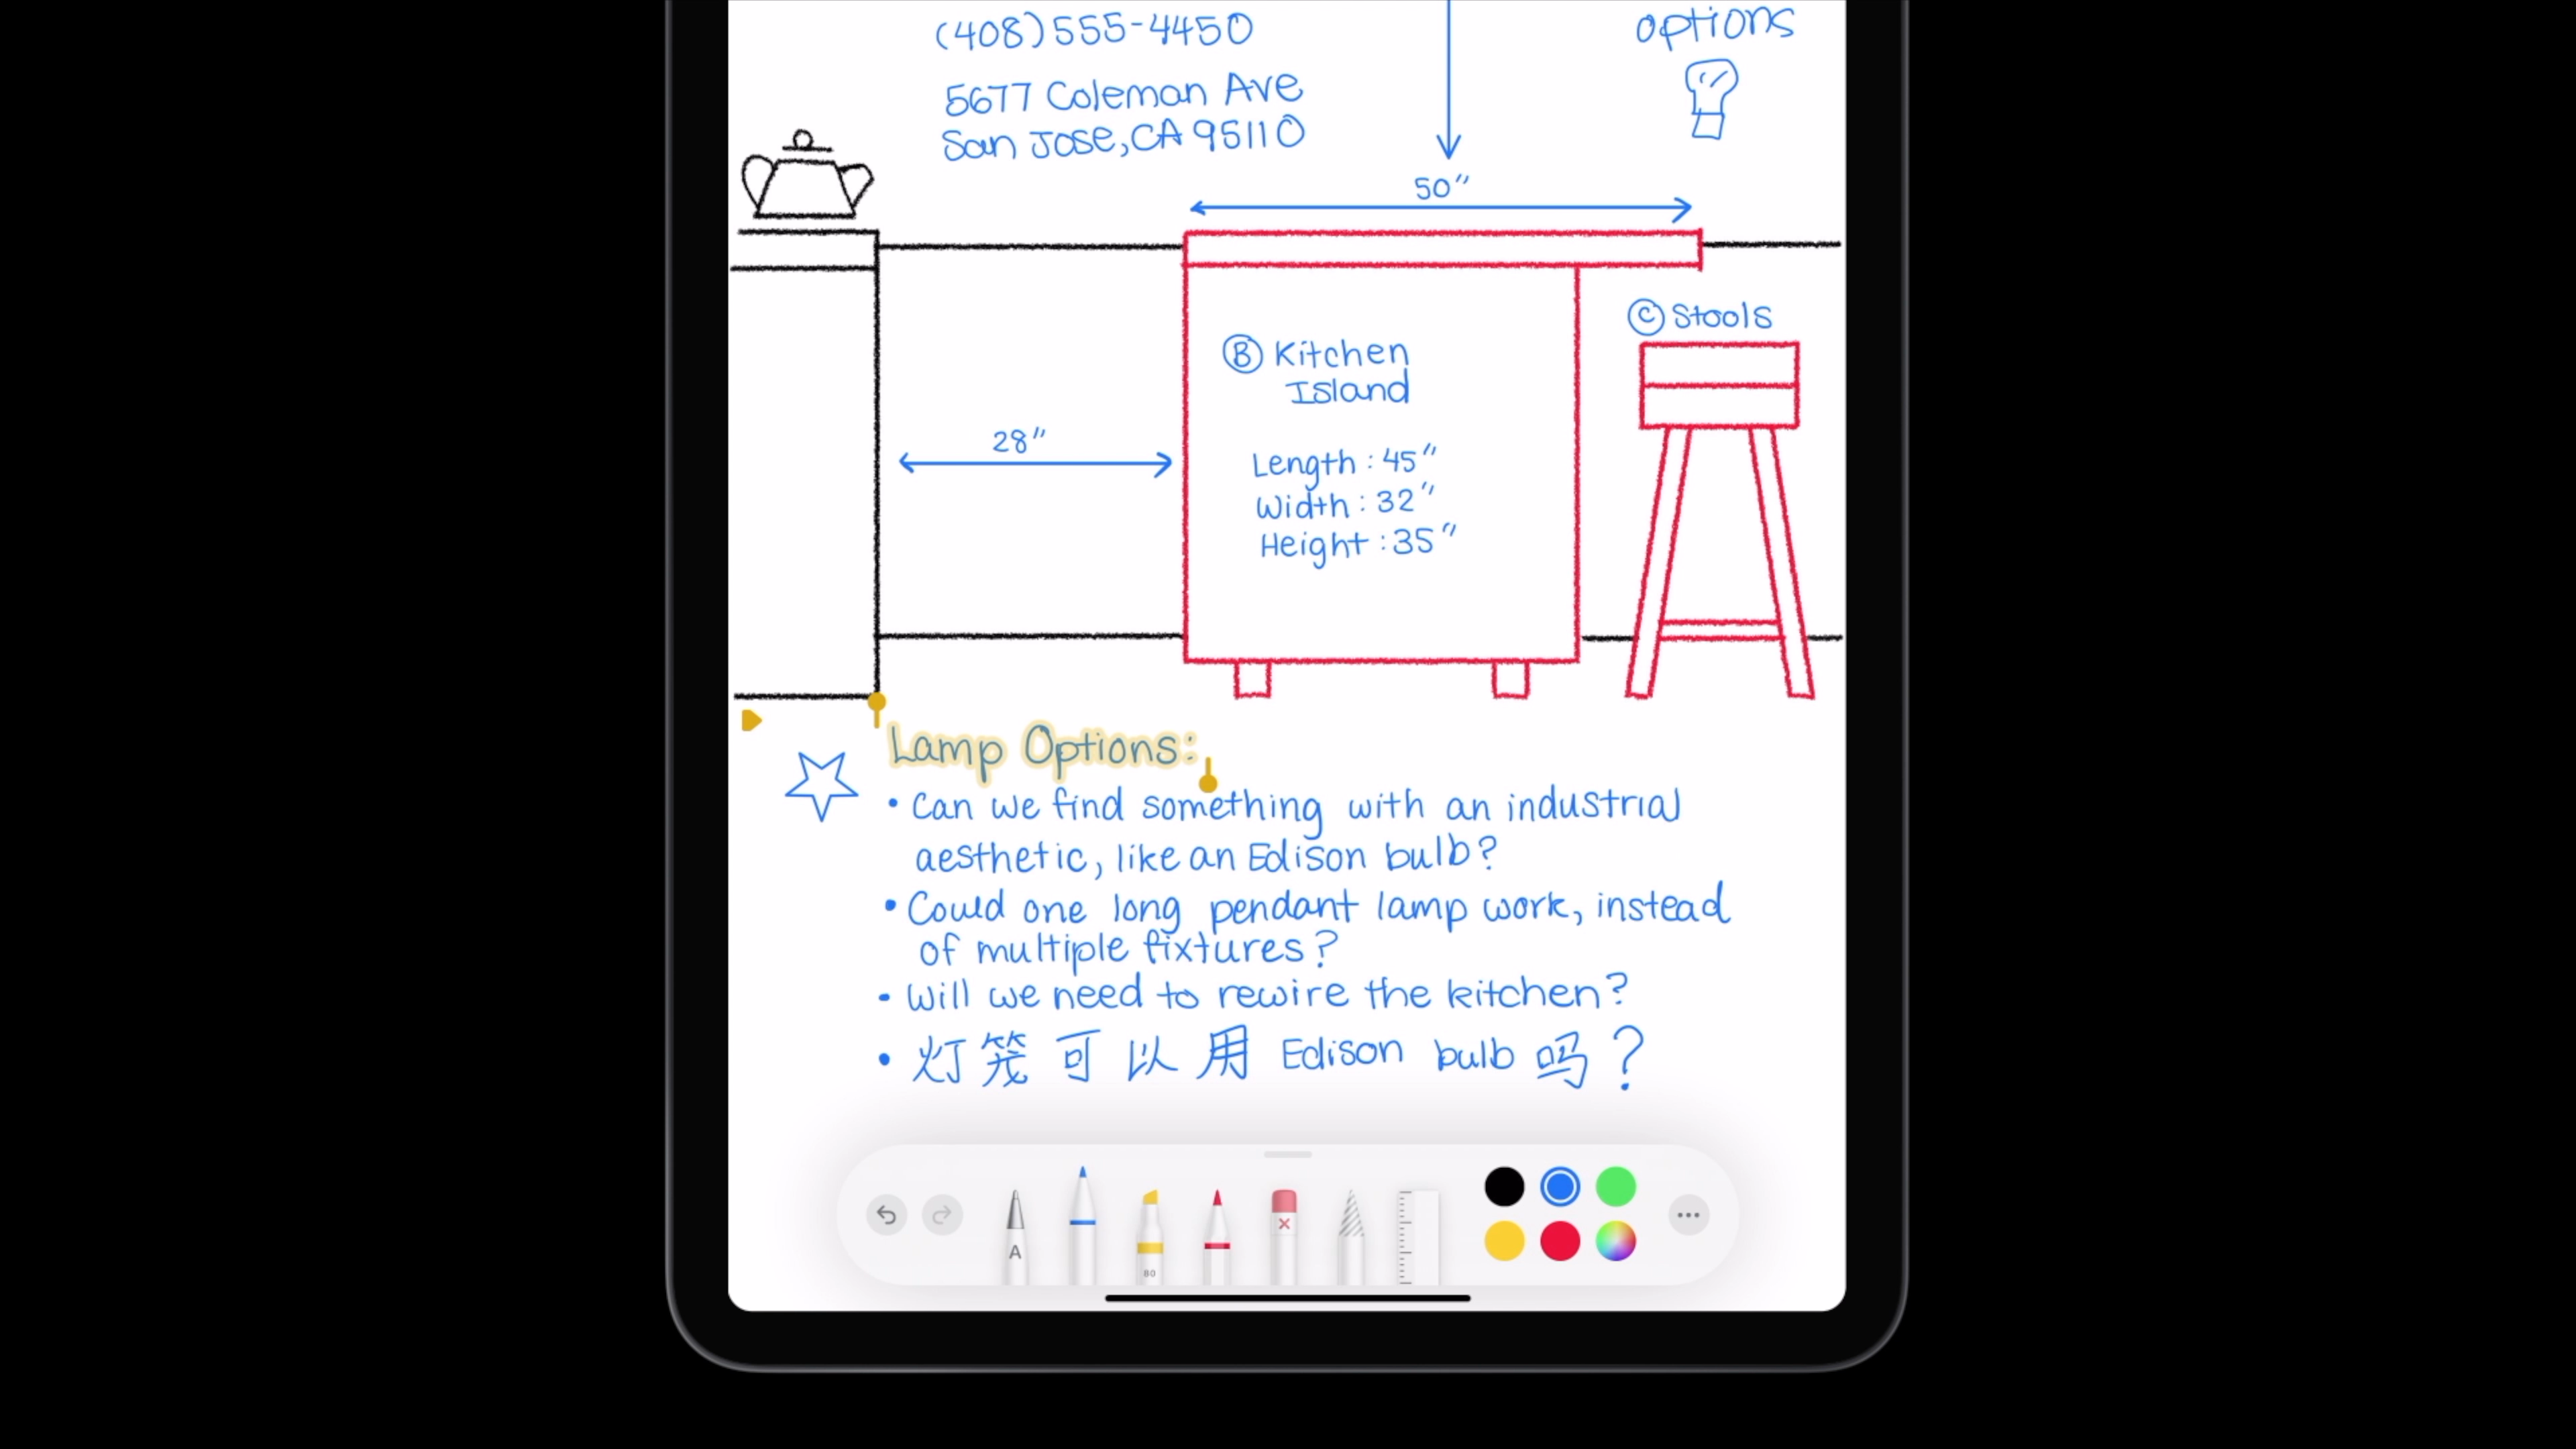 (408) 555-4450
options
5677 Coleman Ave
San Jose, CA 95110
50"
C Stools
B Kitchen
Island
28"
Length : 45"
Width : 32"
Height : 35"
Lamp Options:
• Can we find something with an industrial
aesthetic, like an Edison bulb?
• Could one long pendant lamp work, instead
of multiple fixtures?
• Will we need to rewire the kitchen?
• 灯笼可以用 Edison bulb 吗?
A
80